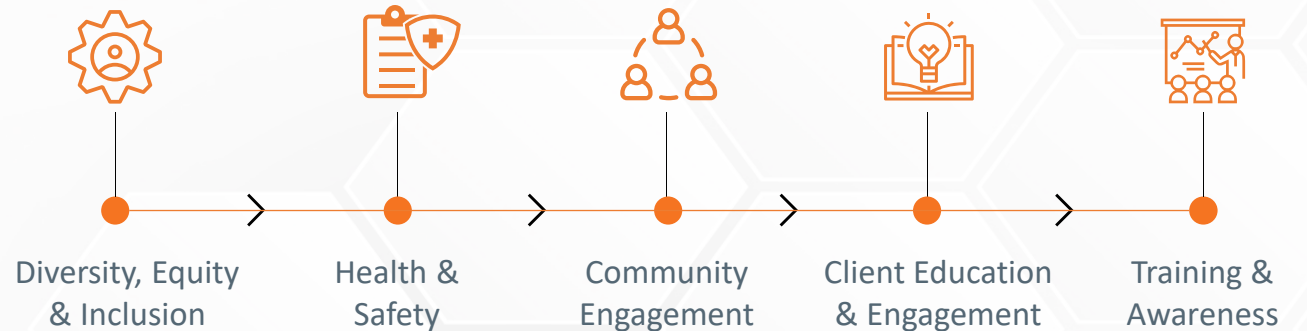 Diversity, Equity
& Inclusion
Health &
Safety
Community
Engagement
Client Education
& Engagement
Training &
Awareness